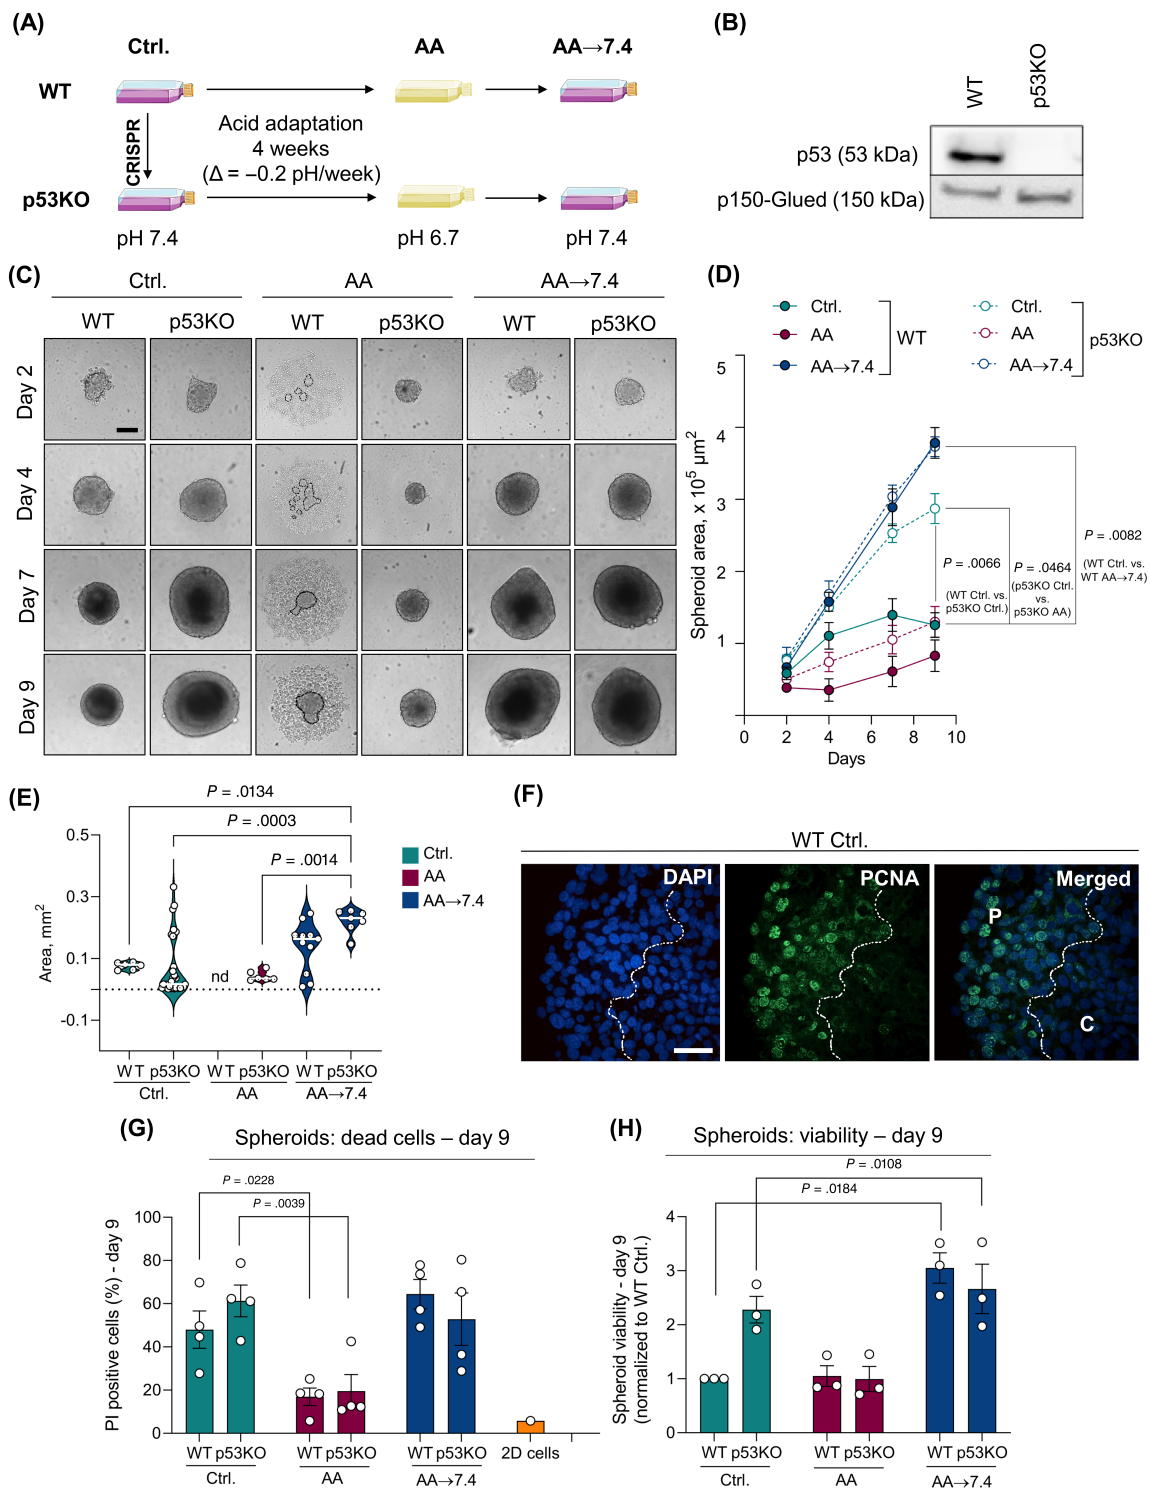 (A)
Ctrl.
AA
AA→7.4
WT
CRISPR
Acid adaptation
4 weeks
(Δ = −0.2 pH/week)
p53KO
pH 7.4
pH 6.7
pH 7.4
(B)
WT
p53KO
p53 (53 kDa)
p150-Glued (150 kDa)
(C)
Ctrl.
AA
AA→7.4
WT
p53KO
WT
p53KO
WT
p53KO
Day 2
Day 4
Day 7
Day 9
(D)
Ctrl.
AA
AA→7.4
WT
Ctrl.
AA
AA→7.4
p53KO
Spheroid area, x 10⁵ µm²
5
4
3
2
1
0
2
4
6
8
10
Days
P = .0066
(WT Ctrl. vs.
p53KO Ctrl.)
P = .0464
(p53KO Ctrl.
vs.
p53KO AA)
P = .0082
(WT Ctrl. vs.
WT AA→7.4)
(E)
P = .0134
P = .0003
P = .0014
Area, mm²
0.5
0.3
0.1
-0.1
nd
Ctrl.
AA
AA→7.4
WT p53KO WT p53KO WT p53KO
Ctrl.
AA
AA→7.4
(F)
WT Ctrl.
DAPI
PCNA
Merged
P
C
(G)
Spheroids: dead cells – day 9
P = .0228
P = .0039
PI positive cells (%) - day 9
100
80
60
40
20
0
WT p53KO WT p53KO WT p53KO 2D cells
Ctrl.
AA
AA→7.4
(H)
Spheroids: viability – day 9
P = .0108
P = .0184
Spheroid viability - day 9
(normalized to WT Ctrl.)
4
3
2
1
0
WT p53KO WT p53KO WT p53KO
Ctrl.
AA
AA→7.4